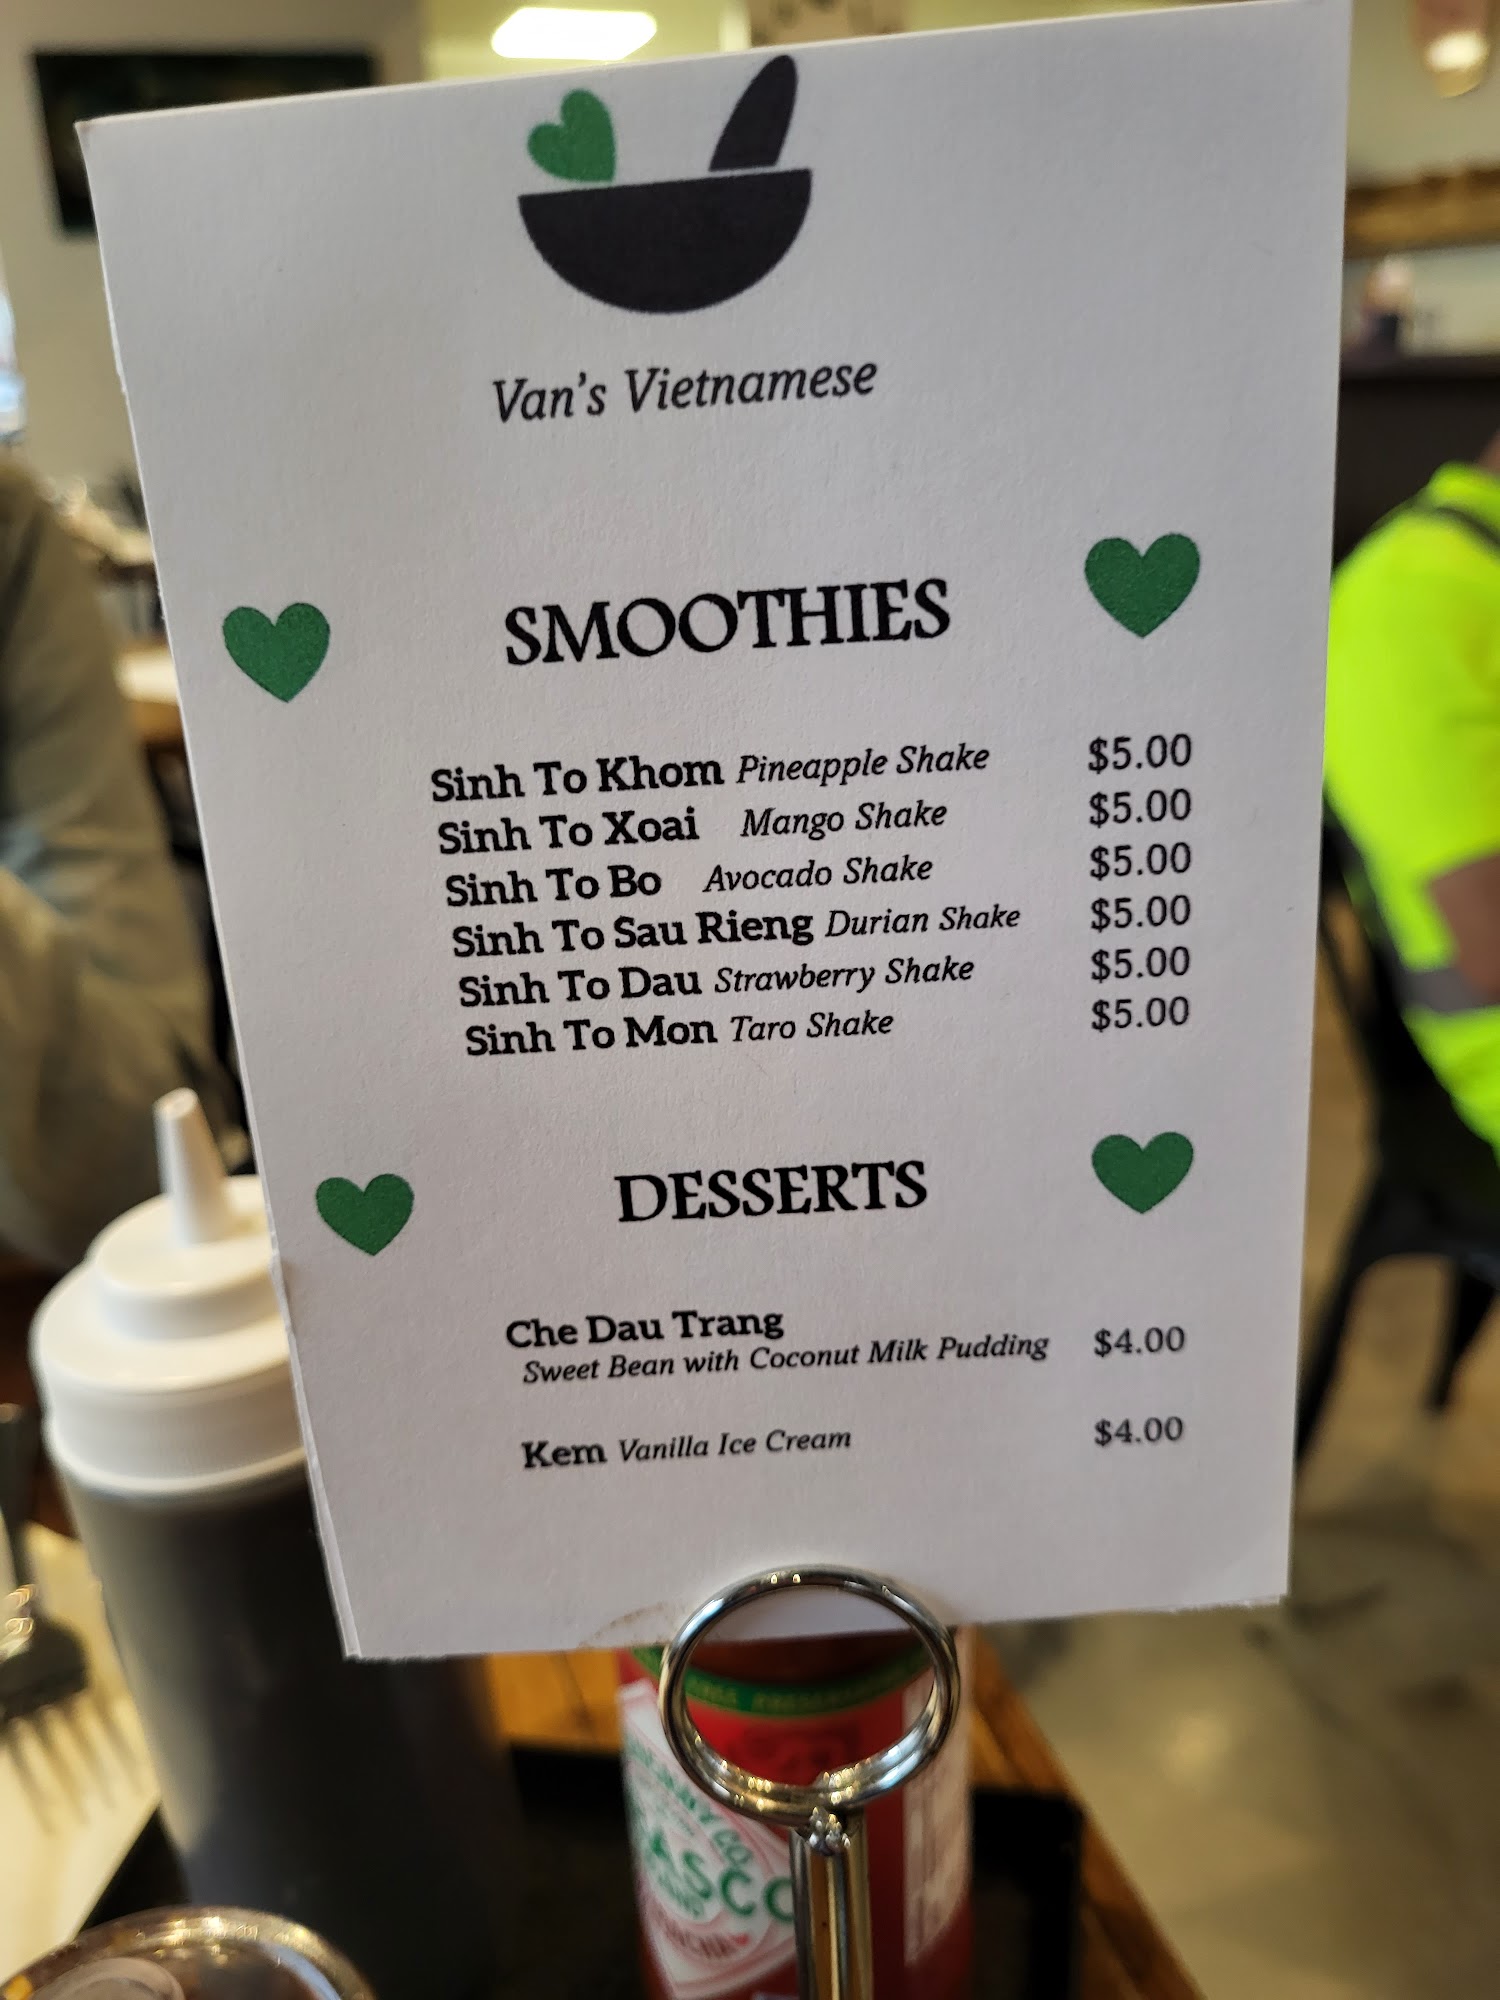 Van's Vietnamese
SMOOTHIES
Sinh To Khom Pineapple Shake $5.00
Sinh To Xoai Mango Shake $5.00
Sinh To Bo Avocado Shake $5.00
Sinh To Sau Rieng Durian Shake $5.00
Sinh To Dau Strawberry Shake $5.00
Sinh To Mon Taro Shake $5.00
DESSERTS
Che Dau Trang
Sweet Bean with Coconut Milk Pudding $4.00
Kem Vanilla Ice Cream $4.00